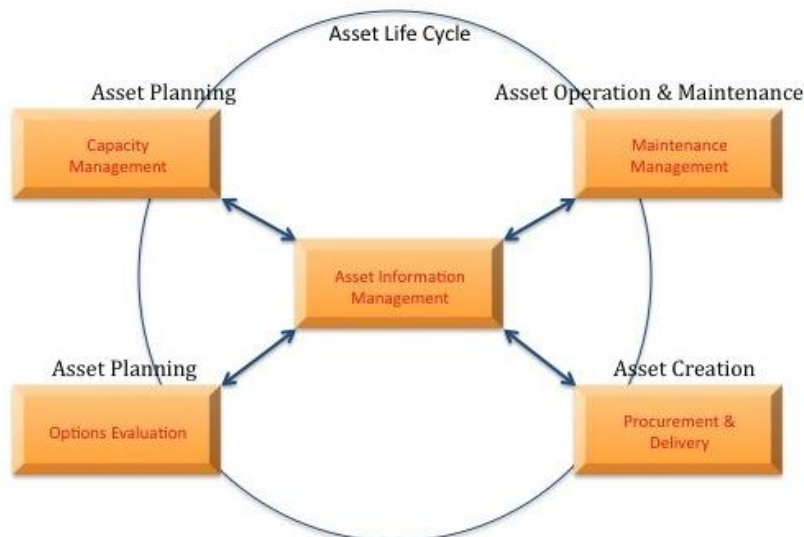 Asset Life Cycle
Asset Planning
Asset Operation & Maintenance
Capacity
Management
Maintenance
Management
Asset Information
Management
Asset Planning
Asset Creation
Options Evaluation
Procurement &
Delivery